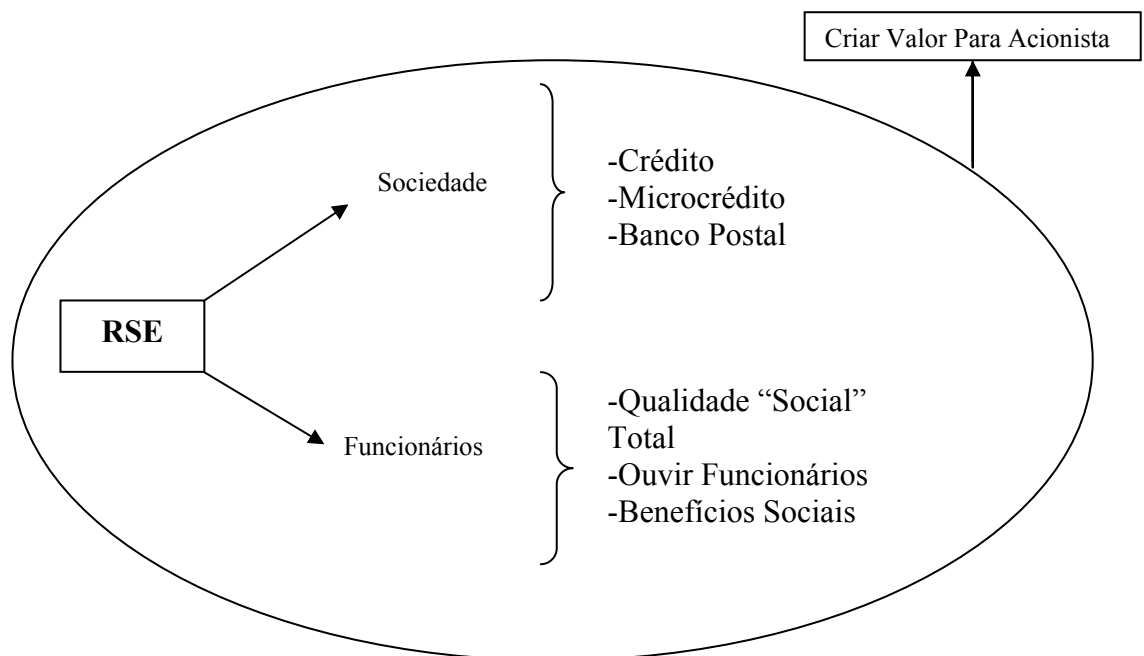 Criar Valor Para Acionista
Sociedade
-Crédito
-Microcrédito
-Banco Postal
RSE
Funcionários
-Qualidade “Social”
Total
-Ouvir Funcionários
-Benefícios Sociais